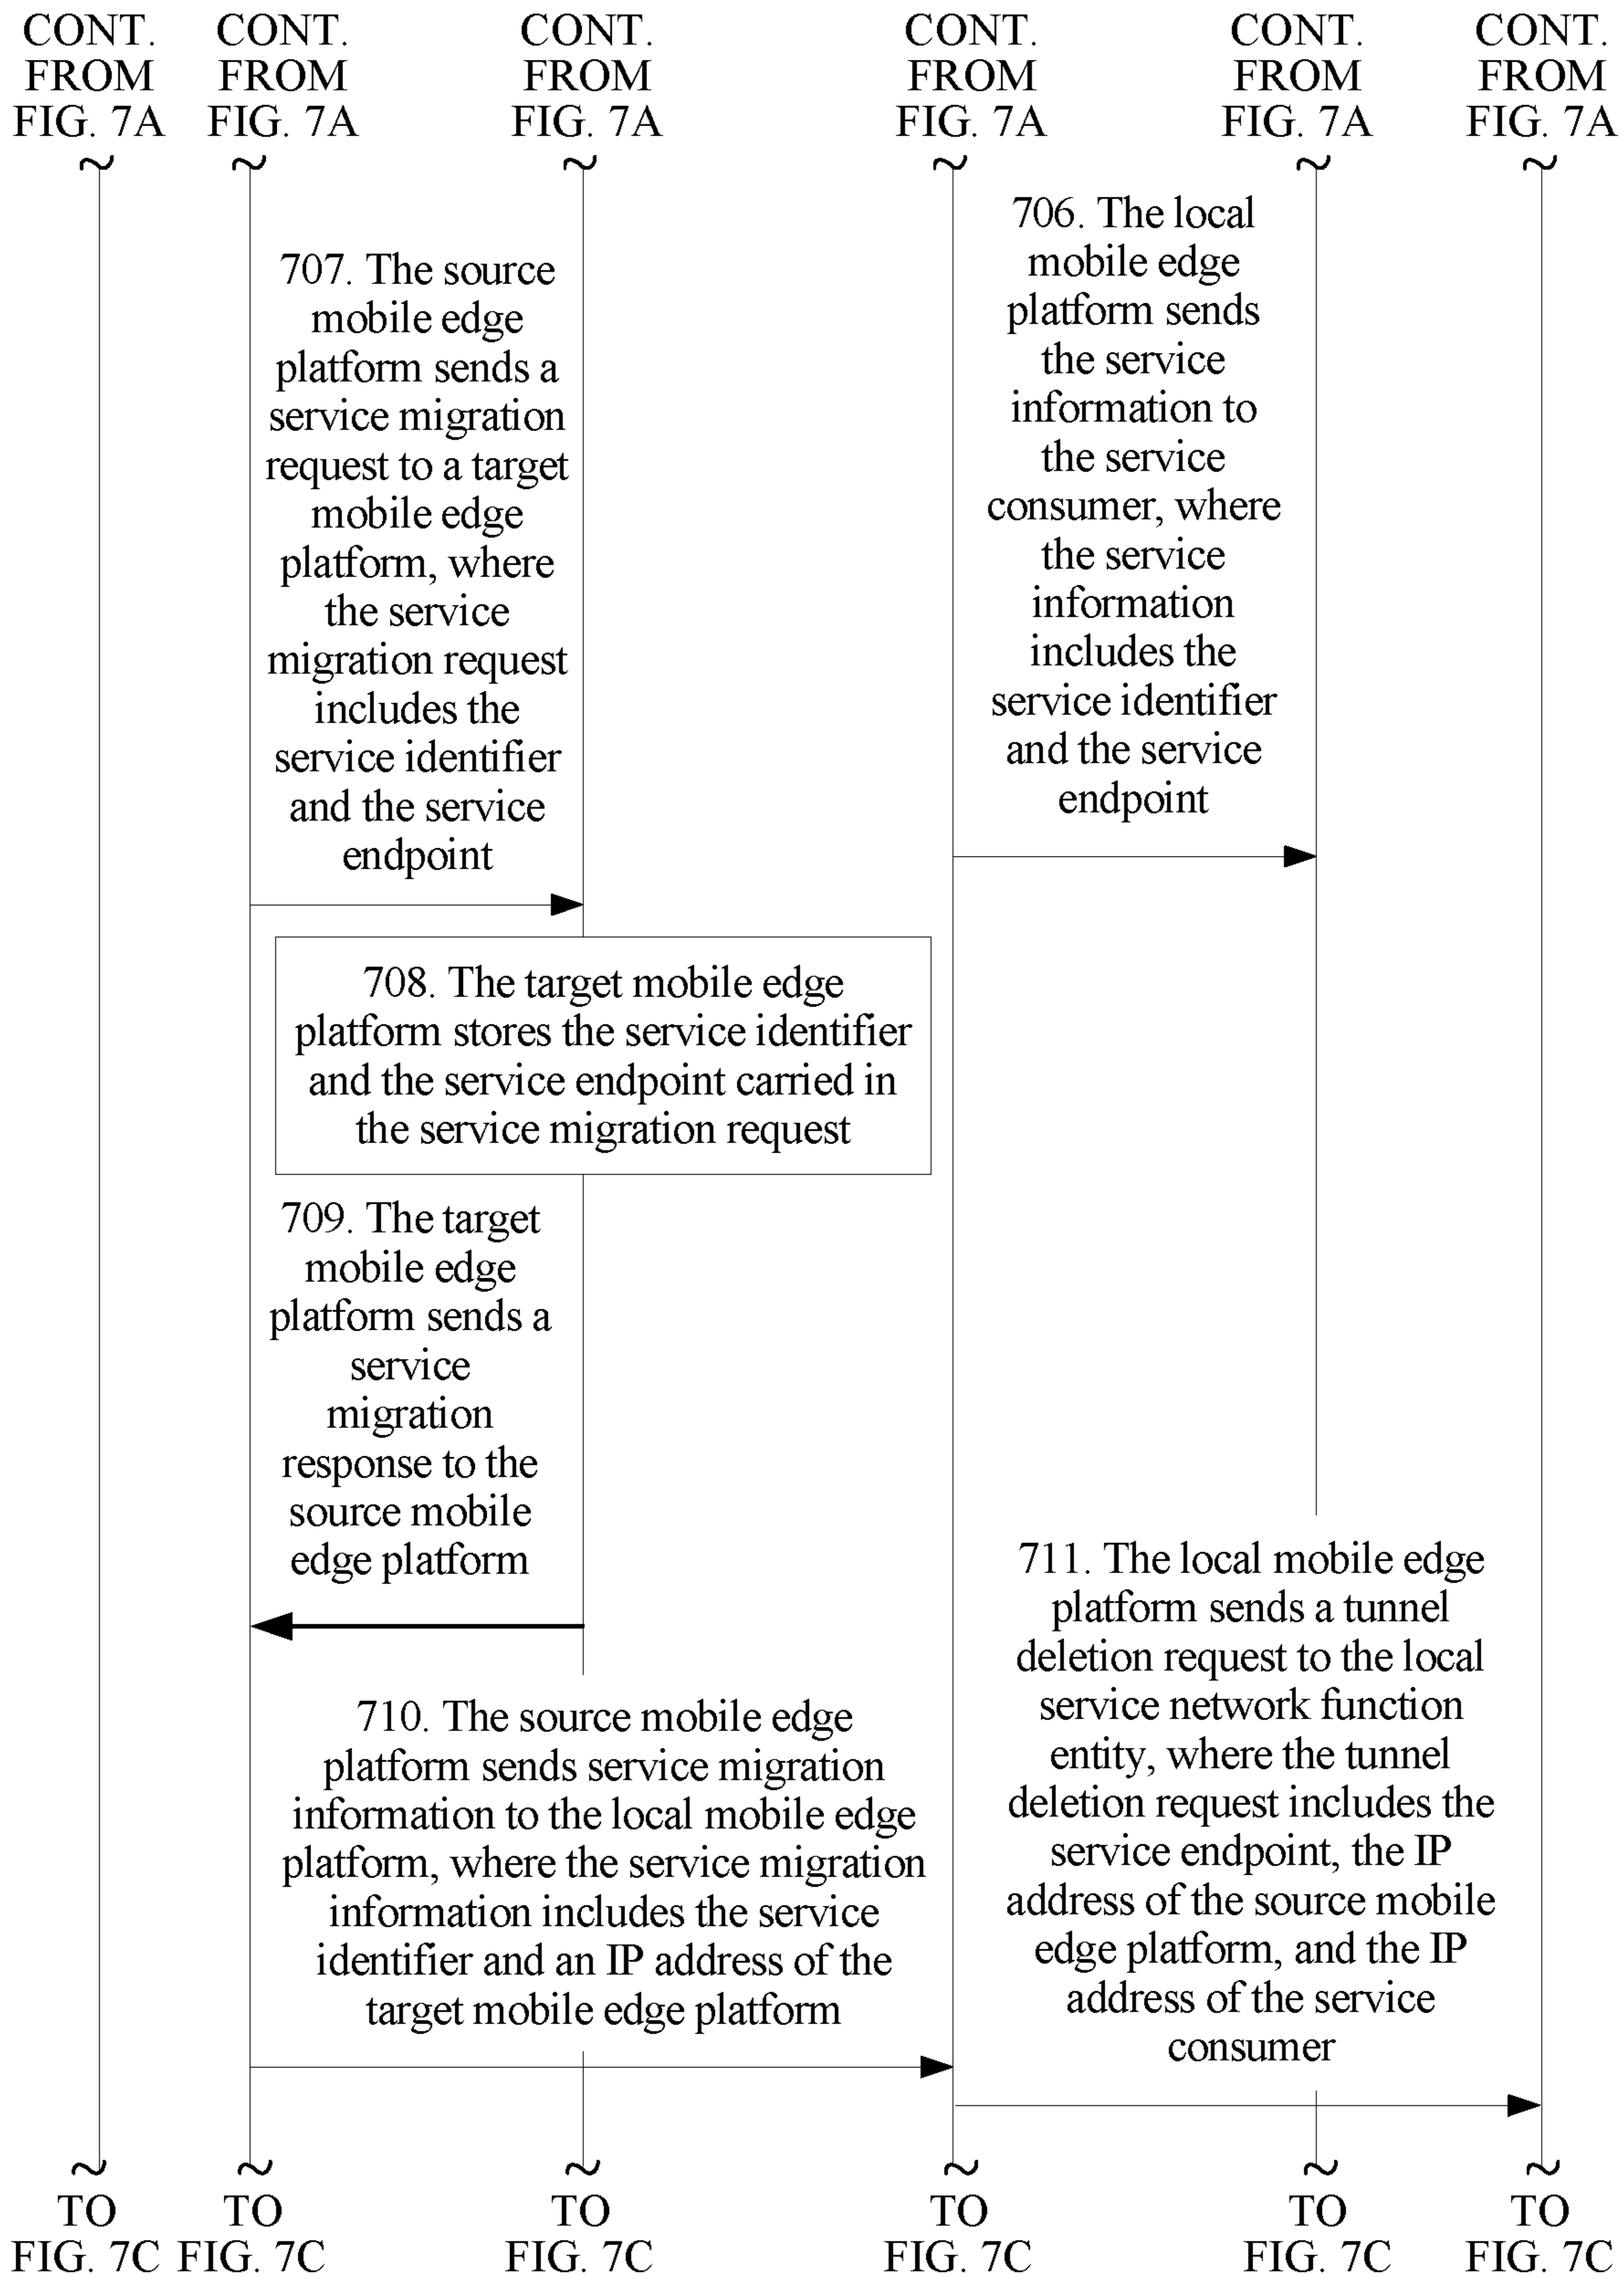 CONT. CONT. CONT. CONT. CONT. CONT.
FROM FROM FROM FROM FROM FROM
FIG. 7A FIG. 7A FIG. 7A FIG. 7A FIG. 7A FIG. 7A
706. The local
mobile edge
platform sends
the service
information to
the service
consumer, where
the service
information
includes the
service identifier
and the service
endpoint
707. The source
mobile edge
platform sends a
service migration
request to a target
mobile edge
platform, where
the service
migration request
includes the
service identifier
and the service
endpoint
708. The target mobile edge
platform stores the service identifier
and the service endpoint carried in
the service migration request
709. The target
mobile edge
platform sends a
service
migration
response to the
source mobile
edge platform
710. The source mobile edge
platform sends service migration
information to the local mobile edge
platform, where the service migration
information includes the service
identifier and an IP address of the
target mobile edge platform
711. The local mobile edge
platform sends a tunnel
deletion request to the local
service network function
entity, where the tunnel
deletion request includes the
service endpoint, the IP
address of the source mobile
edge platform, and the IP
address of the service
consumer
TO TO TO TO TO TO
FIG. 7C FIG. 7C FIG. 7C FIG. 7C FIG. 7C FIG. 7C